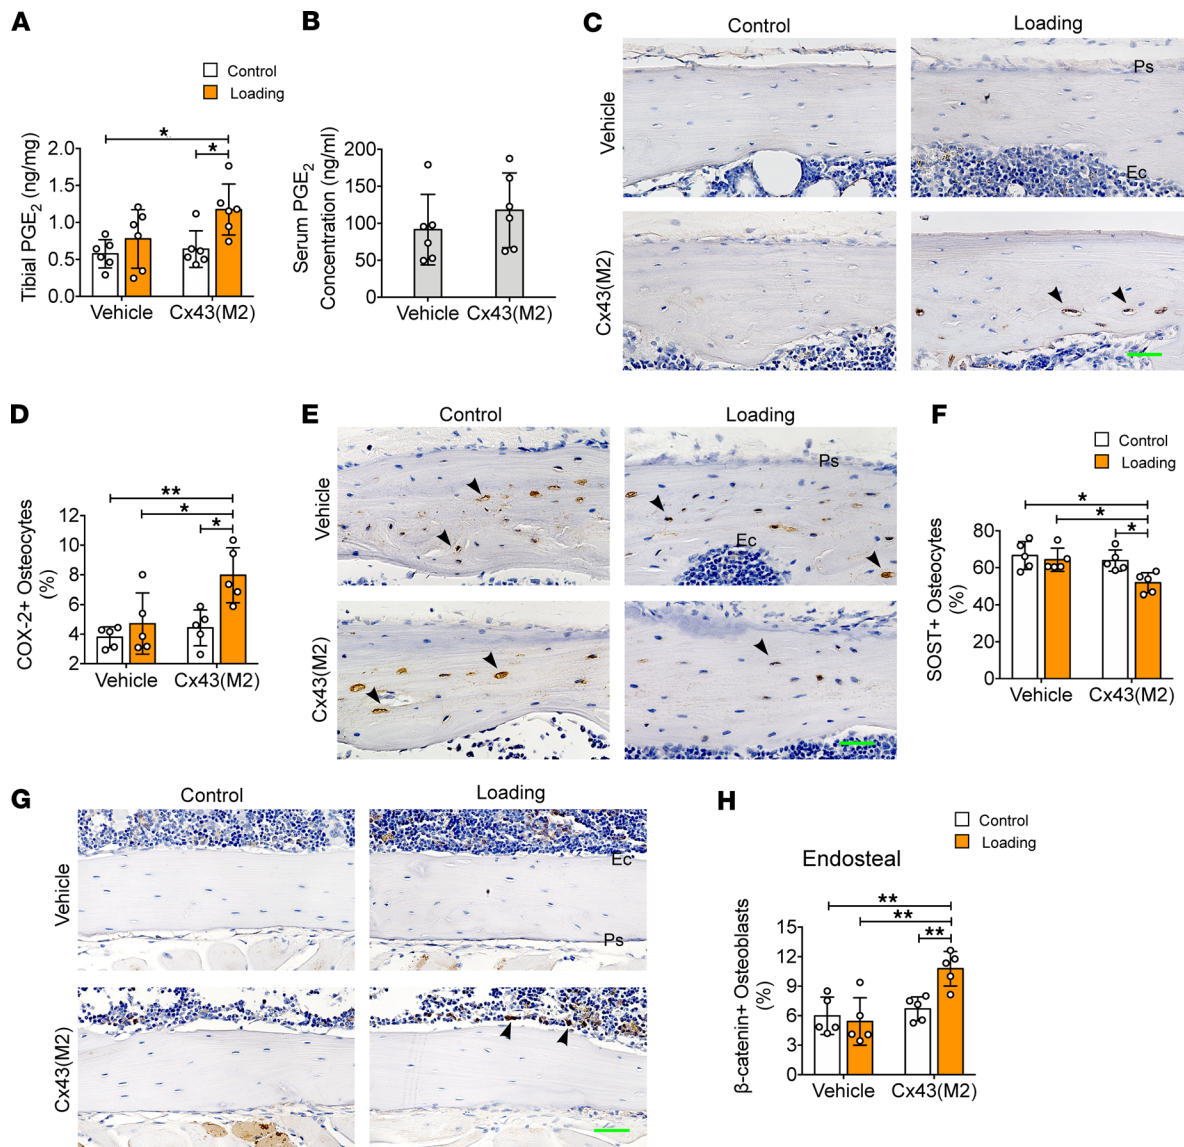 A
Control
Loading
Tibial PGE2 (ng/mg)
2.0
1.5
1.0
0.5
0.0
*
*
Vehicle
Cx43(M2)
B
Serum PGE2
Concentration (ng/ml)
200
150
100
50
0
Vehicle
Cx43(M2)
C
Control
Loading
Vehicle
Ps
Ec
Cx43(M2)
D
COX-2+ Osteocytes
(%)
12
10
8
6
4
2
**
*
*
Vehicle
Cx43(M2)
E
Control
Loading
Vehicle
Ps
Ec
Cx43(M2)
F
Control
Loading
SOST+ Osteocytes
(%)
80
60
40
20
0
*
*
*
Vehicle
Cx43(M2)
G
Control
Loading
Vehicle
Ec
Ps
Cx43(M2)
H
Control
Loading
Endosteal
β-catenin+ Osteoblasts
(%)
15
12
9
6
3
0
**
**
**
Vehicle
Cx43(M2)